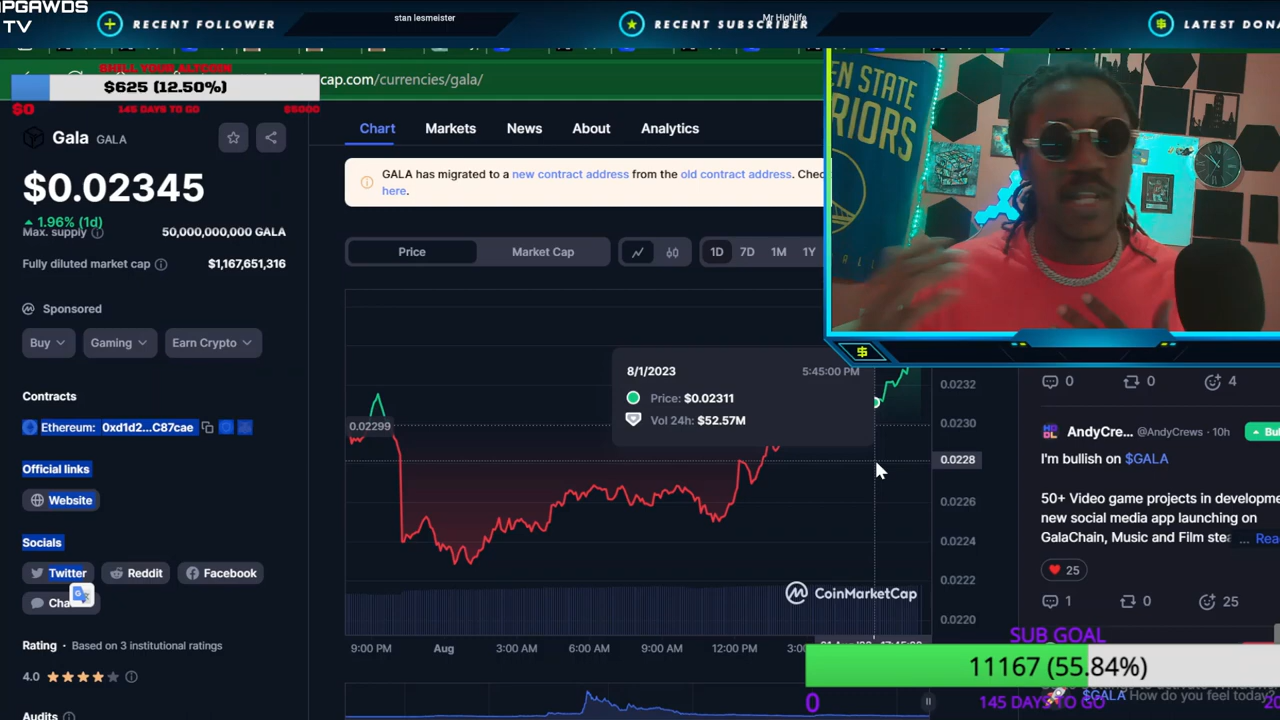 PGAWDS
TV
RECENT FOLLOWER
stan lesmeister
RECENT SUBSCRIBER
Mr Highlife
LATEST DONA
$625 (12.50%)
$0
145 DAYS TO GO
$5000
cap.com/currencies/gala/
Gala GALA
$0.02345
1.96% (1d)
Max. supply 50,000,000,000 GALA
Fully diluted market cap $1,167,651,316
Sponsored
Buy Gaming Earn Crypto
Contracts
Ethereum: 0xd1d2...C87cae
Official links
Website
Socials
Twitter Reddit Facebook
Cha
Rating · Based on 3 institutional ratings
4.0
Audits
Chart Markets News About Analytics
GALA has migrated to a new contract address from the old contract address. Chec
here.
Price Market Cap 1D 7D 1M 1Y
8/1/2023 5:45:00 PM
Price: $0.02311
Vol 24h: $52.57M
0.02299
0.0232
0.0230
0.0228
0.0226
0.0224
0.0222
0.0220
CoinMarketCap
9:00 PM Aug 3:00 AM 6:00 AM 9:00 AM 12:00 PM 3:00
EN STATE
RIORS
0 0 4
AndyCre... @AndyCrews · 10h Bul
I'm bullish on $GALA
50+ Video game projects in developme
new social media app launching on
GalaChain, Music and Film ste ... Rea
25
1 0 25
SUB GOAL
11167 (55.84%)
0 145 DAYS TO GO 20
$GALA How do you feel today?